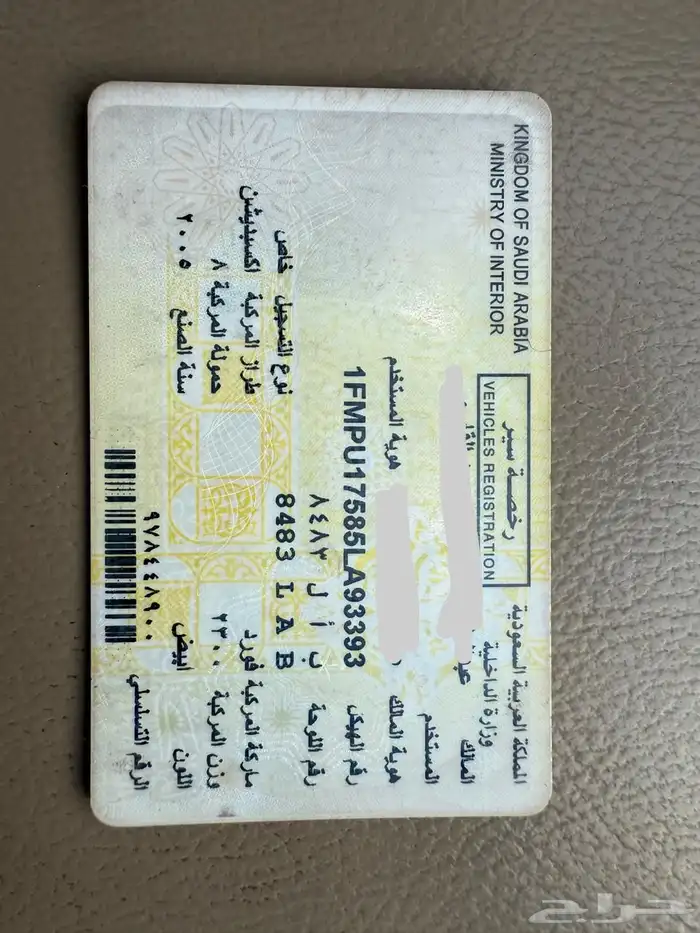 المملكة العربية السعودية
وزارة الداخلية
رخصة سير
VEHICLES REGISTRATION
KINGDOM OF SAUDI ARABIA
MINISTRY OF INTERIOR
المالك
المستخدم
هوية المالك هوية المستخدم
رقم الهيكل 1FMPU17585LA93393
رقم اللوحة ب أ ل ٨٤٨٣
8483 L A B
نوع التسجيل خاص
ماركة المركبة فورد طراز المركبة اكسبديشن
وزن المركبة ٢٣٠٠ حمولة المركبة ٨
اللون ابيض سنة الصنع ٢٠٠٥
الرقم التسلسلي ٩٧٨٤٤٨٩٠٠
حراج